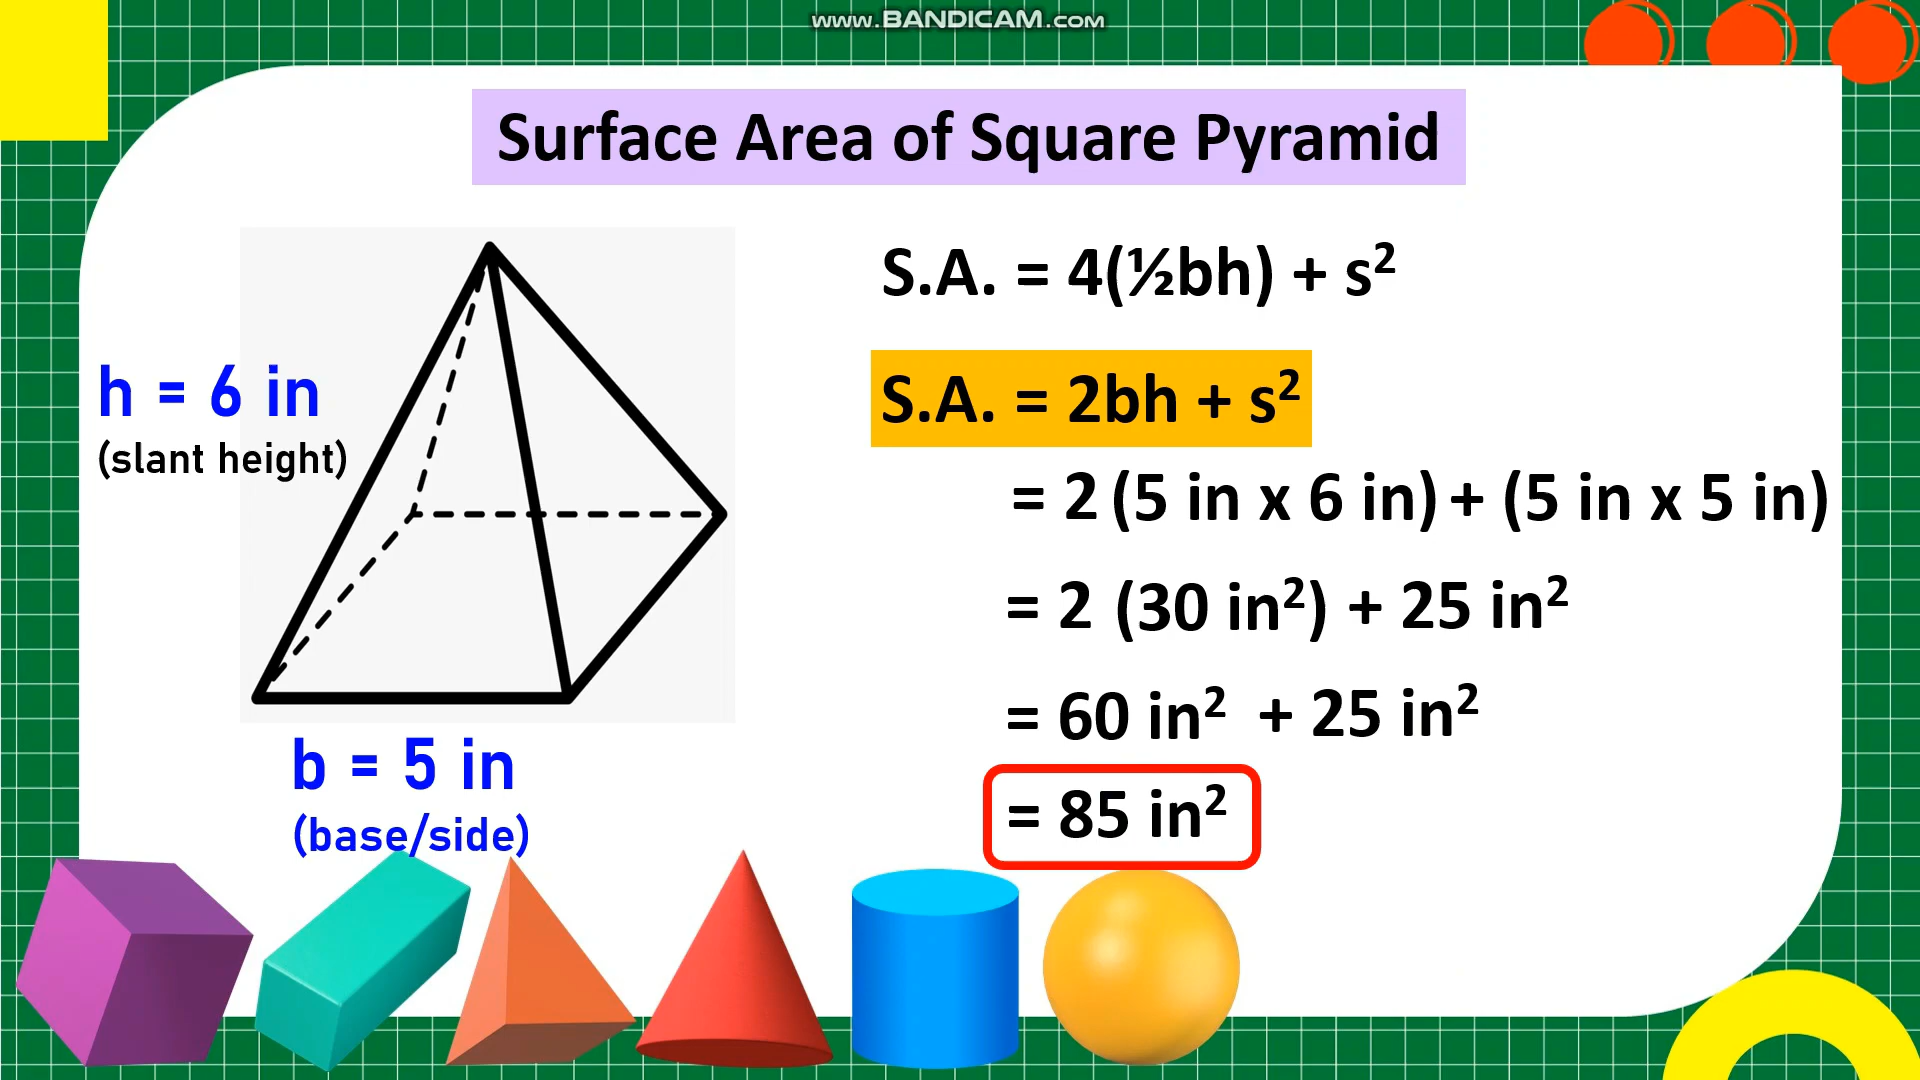 www.BANDICAM.com
Surface Area of Square Pyramid
S.A. = 4(½bh) + s²
h = 6 in
(slant height)
S.A. = 2bh + s²
= 2 (5 in x 6 in) + (5 in x 5 in)
= 2 (30 in²) + 25 in²
= 60 in² + 25 in²
= 85 in²
b = 5 in
(base/side)